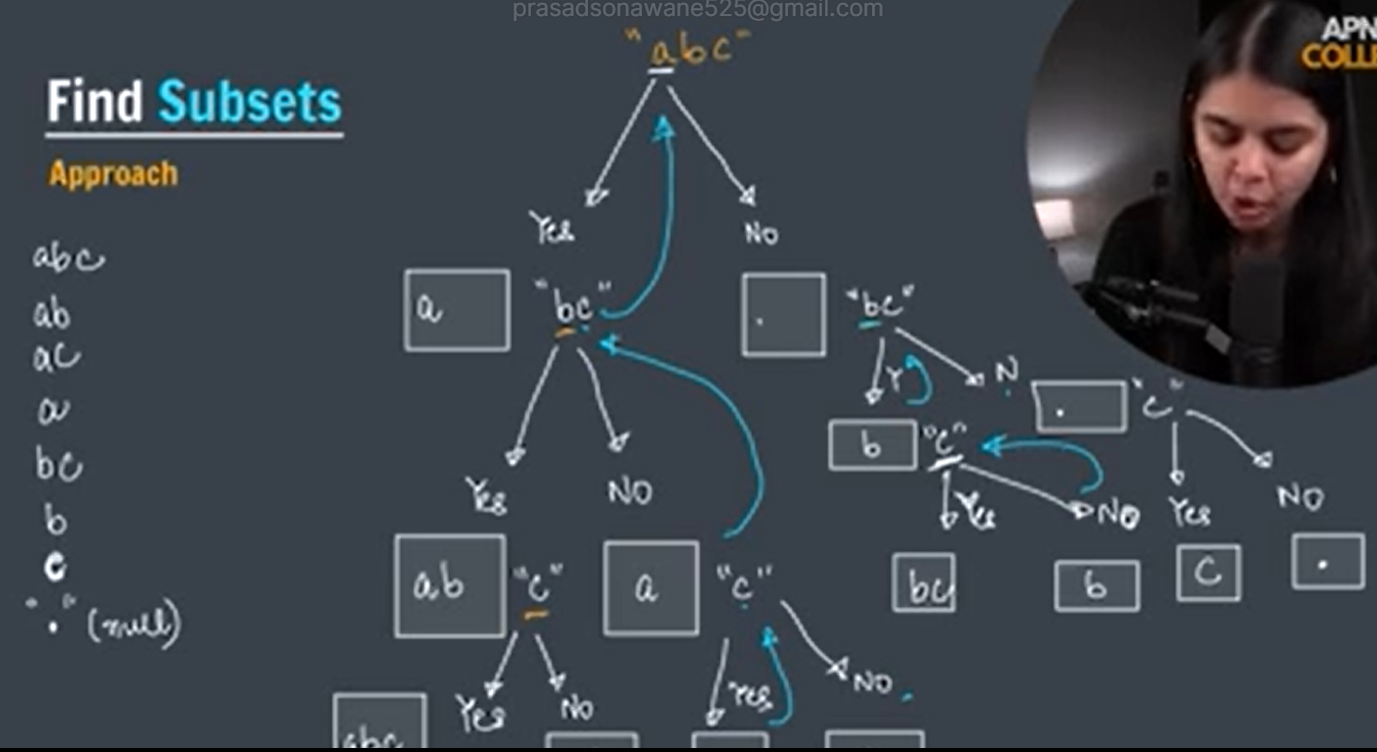 prasadsonawane525@gmail.com
"abc"
APN
COLL
Find Subsets
Approach
Yes
NO
abc
ab
ac
a
bc
b
c
" . " (null)
a
"bc"
.
"bc"
Y
N
b
"c"
.
"c"
Yes
NO
Yes
NO
Yes
NO
ab
"c"
a
"c"
bc
b
c
.
Yes
NO
Yes
NO
abc